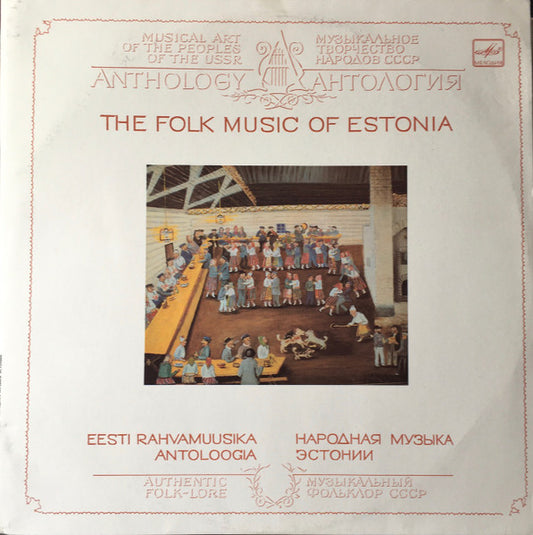 MUSICAL ART
OF THE PEOPLES
OF THE USSR
МУЗЫКАЛЬНОЕ
ТВОРЧЕСТВО
НАРОДОВ СССР
МЕЛОДИЯ
ANTHOLOGY
АНТОЛОГИЯ
THE FOLK MUSIC OF ESTONIA
EESTI RAHVAMUUSIKA
ANTOLOOGIA
НАРОДНАЯ МУЗЫКА
ЭСТОНИИ
AUTHENTIC
FOLK-LORE
МУЗЫКАЛЬНЫЙ
ФОЛЬКЛОР СССР